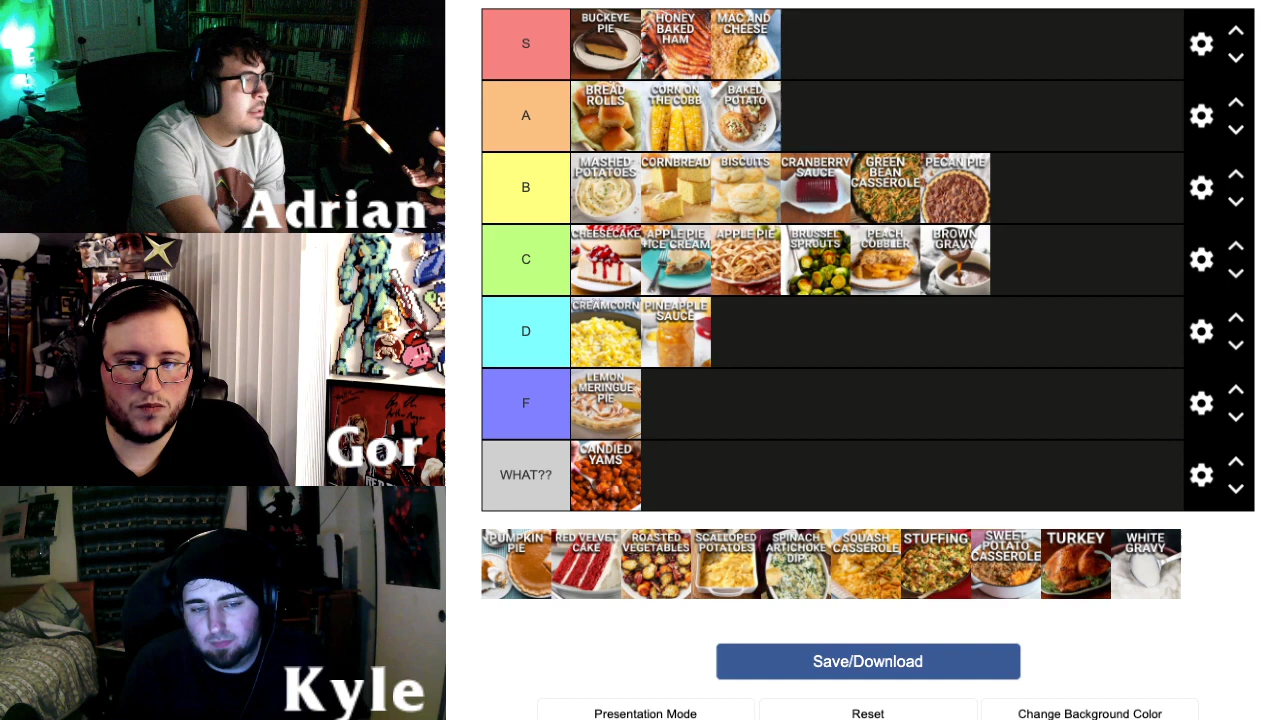 Adrian
Gor
Kyle
S
BUCKEYE
PIE
HONEY
BAKED
HAM
MAC AND
CHEESE
A
BREAD
ROLLS
CORN ON
THE COBB
BAKED
POTATO
B
MASHED
POTATOES
CORNBREAD
BISCUITS
CRANBERRY
SAUCE
GREEN
BEAN
CASSEROLE
PECAN PIE
C
CHEESECAKE
APPLE PIE
+ICE CREAM
APPLE PIE
BRUSSEL
SPROUTS
PEACH
COBBLER
BROWN
GRAVY
D
CREAMCORN
PINEAPPLE
SAUCE
F
LEMON
MERINGUE
PIE
WHAT??
CANDIED
YAMS
PUMPKIN
PIE
RED VELVET
CAKE
ROASTED
VEGETABLES
SCALLOPED
POTATOES
SPINACH
ARTICHOKE
DIP
SQUASH
CASSEROLE
STUFFING
SWEET
POTATO
CASSEROLE
TURKEY
WHITE
GRAVY
Save/Download
Presentation Mode
Reset
Change Background Color